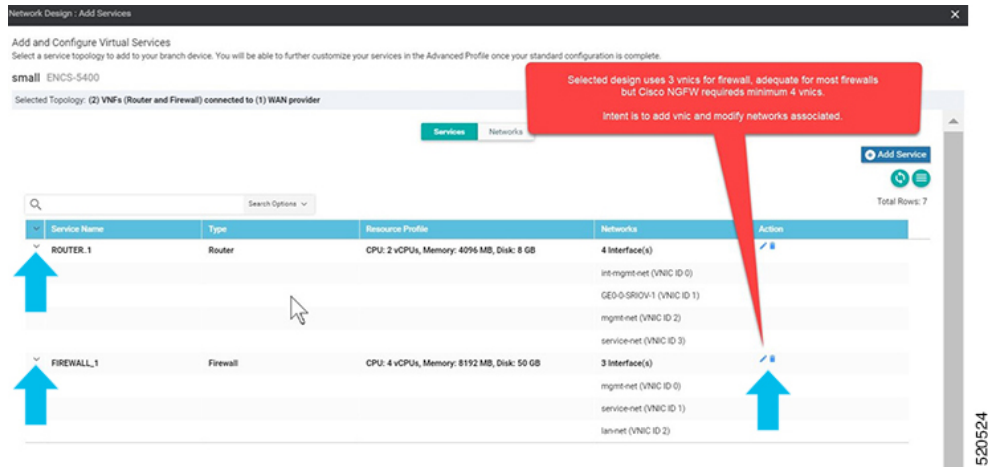 Network Design : Add Services
Add and Configure Virtual Services
Select a service topology to add to your branch device. You will be able to further customize your services in the Advanced Profile once your standard configuration is complete.
small ENCS-5400
Selected Topology: (2) VNFs (Router and Firewall) connected to (1) WAN provider
Selected design uses 3 vnics for firewall, adequate for most firewalls
but Cisco NGFW requireds minimum 4 vnics.
Intent is to add vnic and modify networks associated.
Services Networks
Add Service
Search Options
Total Rows: 7
Service Name Type Resource Profile Networks Action
ROUTER.1 Router CPU: 2 vCPUs, Memory: 4096 MB, Disk: 8 GB 4 Interface(s)
int-mgmt-net (VNIC ID 0)
GE0-0-SRIOV-1 (VNIC ID 1)
mgmt-net (VNIC ID 2)
service-net (VNIC ID 3)
FIREWALL_1 Firewall CPU: 4 vCPUs, Memory: 8192 MB, Disk: 50 GB 3 Interface(s)
mgmt-net (VNIC ID 0)
service-net (VNIC ID 1)
lan-net (VNIC ID 2)
520524